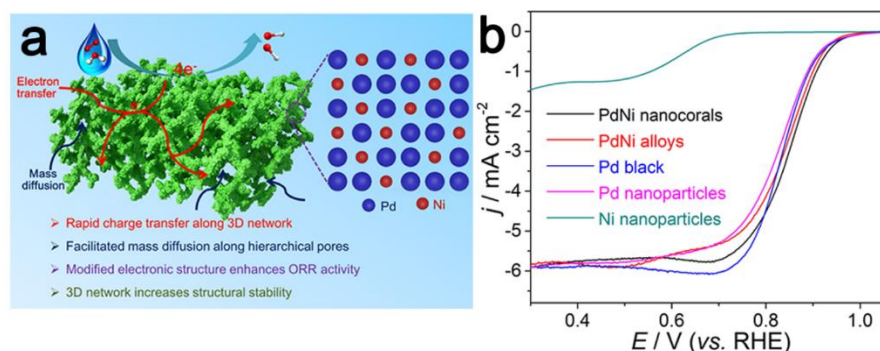 a
4e-
Electron
transfer
e
Mass
diffusion
Pd Ni
➢ Rapid charge transfer along 3D network
➢ Facilitated mass diffusion along hierarchical pores
➢ Modified electronic structure enhances ORR activity
➢ 3D network increases structural stability
b
0
-1
-2
-3
-4
-5
-6
j / mA cm⁻²
PdNi nanocorals
PdNi alloys
Pd black
Pd nanoparticles
Ni nanoparticles
0.4 0.6 0.8 1.0
E / V (vs. RHE)